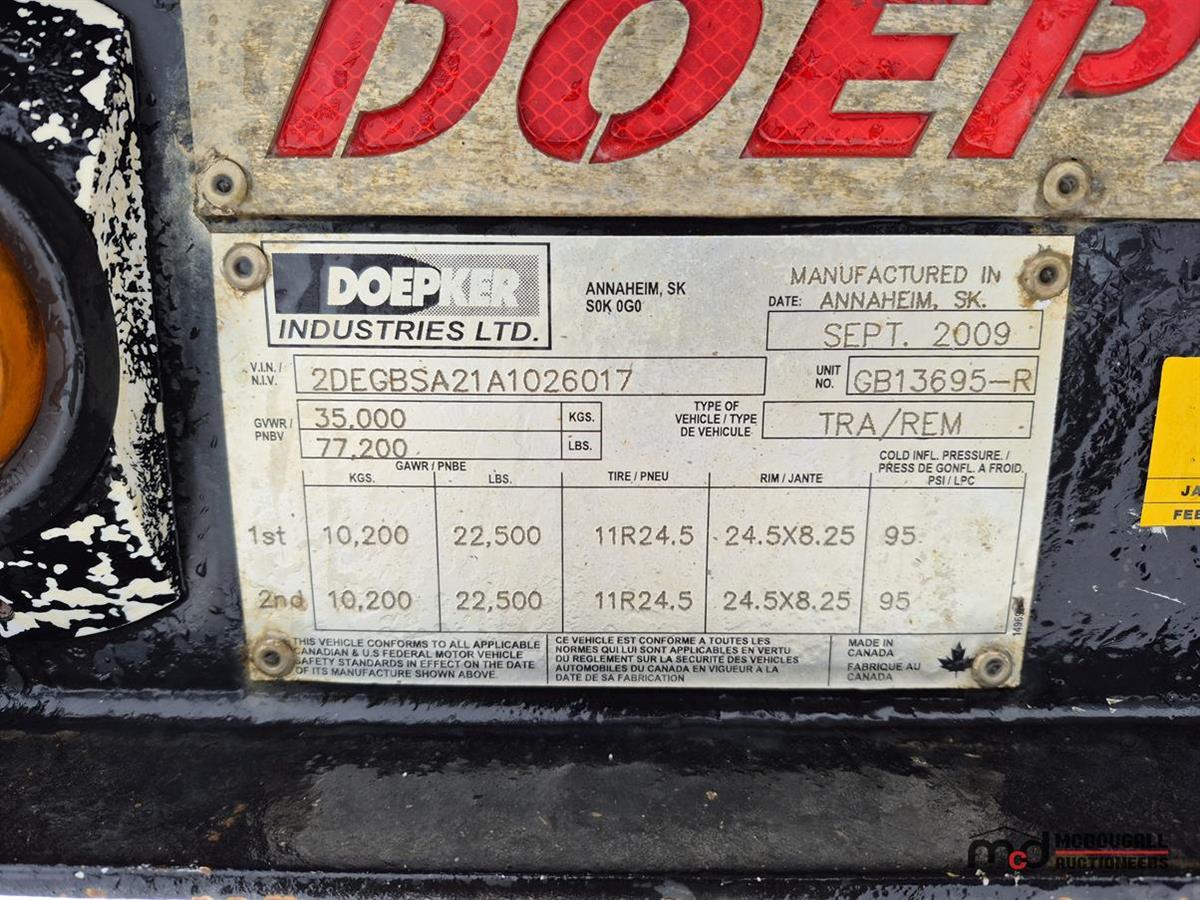 DOEP
DOEPKER
INDUSTRIES LTD.
ANNAHEIM, SK
S0K 0G0
MANUFACTURED IN
DATE: ANNAHEIM, SK.
SEPT. 2009
V.I.N. /
N.I.V.
2DEGBSA21A1026017
UNIT
NO.
GB13695-R
GVWR /
PNBV
35,000 KGS.
77,200 LBS.
TYPE OF
VEHICLE / TYPE
DE VEHICULE
TRA/REM
GAWR / PNBE
KGS. LBS. TIRE / PNEU RIM / JANTE
COLD INFL. PRESSURE. /
PRESS DE GONFL. A FROID.
PSI / LPC
1st 10,200 22,500 11R24.5 24.5X8.25 95
2nd 10,200 22,500 11R24.5 24.5X8.25 95
THIS VEHICLE CONFORMS TO ALL APPLICABLE
CANADIAN & U.S FEDERAL MOTOR VEHICLE
SAFETY STANDARDS IN EFFECT ON THE DATE
OF ITS MANUFACTURE SHOWN ABOVE.
CE VEHICULE EST CONFORME A TOUTES LES
NORMES QUI LUI SONT APPLICABLES EN VERTU
DU REGLEMENT SUR LA SECURITE DES VEHICLES
AUTOMOBILES DU CANADA EN VIGUEUR A LA
DATE DE SA FABRICATION
MADE IN
CANADA
FABRIQUE AU
CANADA
JA
FEE
mcd MCDOUGALL
AUCTIONEERS